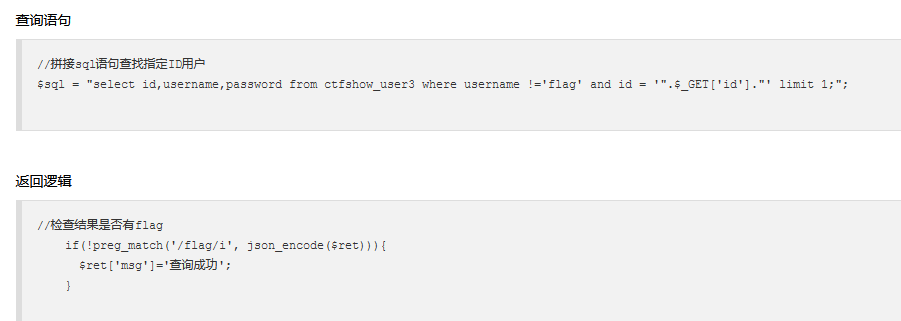 查询语句
//拼接sql语句查找指定ID用户
$sql = "select id,username,password from ctfshow_user3 where username !='flag' and id = '".$_GET['id']."' limit 1;";
返回逻辑
//检查结果是否有flag
if(!preg_match('/flag/i', json_encode($ret))){
$ret['msg']='查询成功';
}